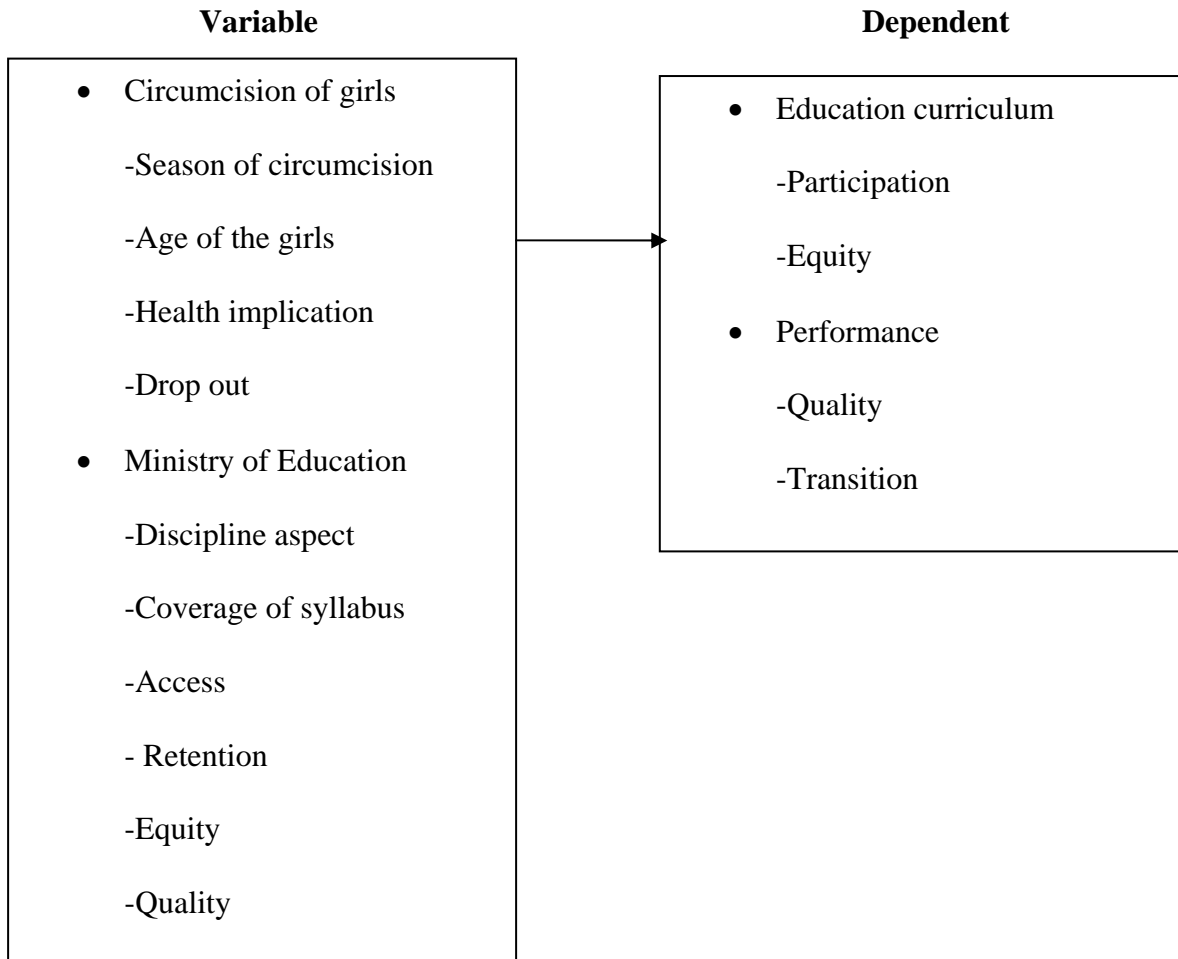 Variable
• Circumcision of girls
-Season of circumcision
-Age of the girls
-Health implication
-Drop out
• Ministry of Education
-Discipline aspect
-Coverage of syllabus
-Access
- Retention
-Equity
-Quality
Dependent
• Education curriculum
-Participation
-Equity
• Performance
-Quality
-Transition